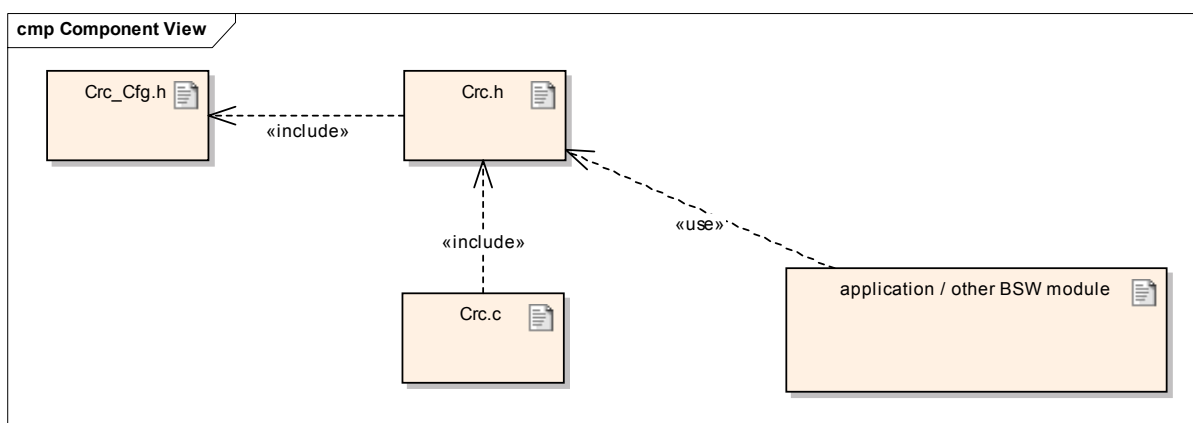 cmp Component View
Crc_Cfg.h
Crc.h
«include»
«use»
«include»
application / other BSW module
Crc.c